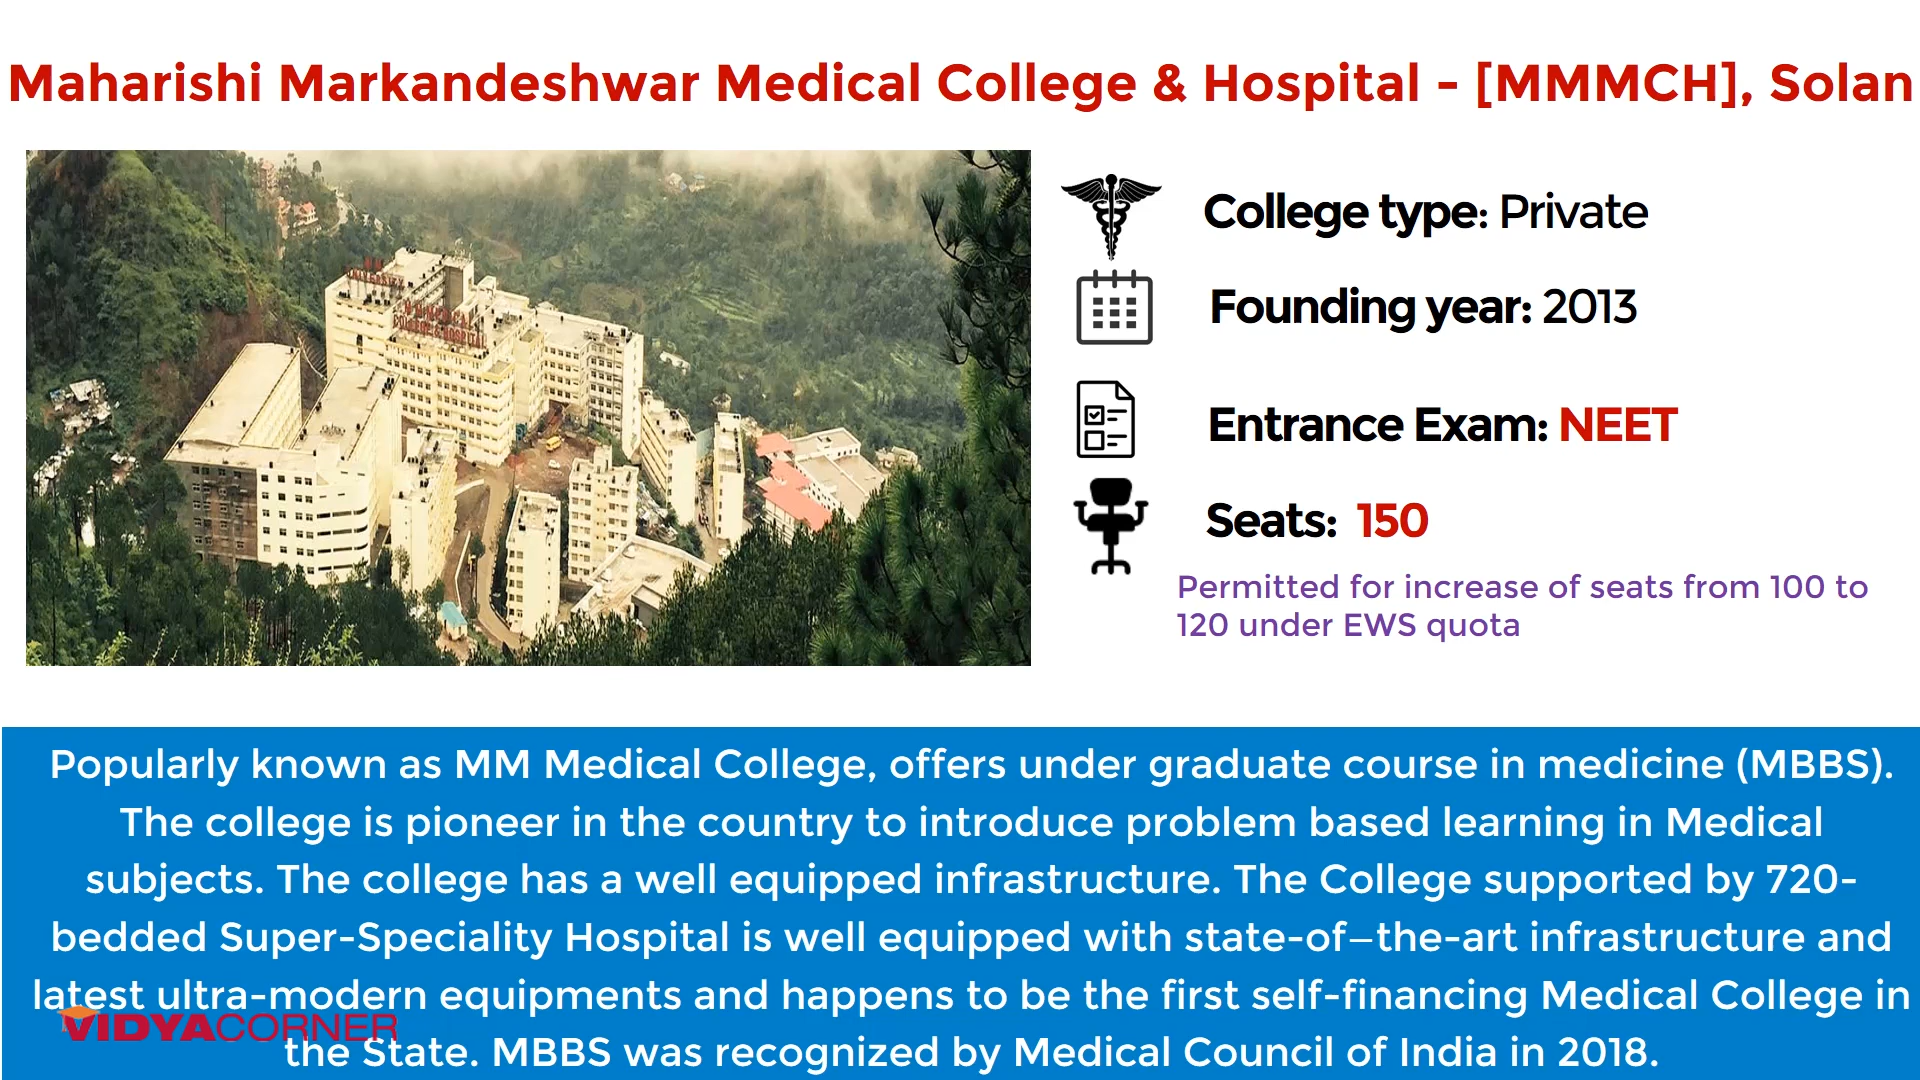 Maharishi Markandeshwar Medical College & Hospital - [MMMCH], Solan
M M
UNIVERSITY
M M MEDICAL
COLLEGE & HOSPITAL
College type: Private
Founding year: 2013
Entrance Exam: NEET
Seats: 150
Permitted for increase of seats from 100 to
120 under EWS quota
Popularly known as MM Medical College, offers under graduate course in medicine (MBBS).
The college is pioneer in the country to introduce problem based learning in Medical
subjects. The college has a well equipped infrastructure. The College supported by 720-
bedded Super-Speciality Hospital is well equipped with state-of–the-art infrastructure and
latest ultra-modern equipments and happens to be the first self-financing Medical College in
the State. MBBS was recognized by Medical Council of India in 2018.
VIDYACORNER